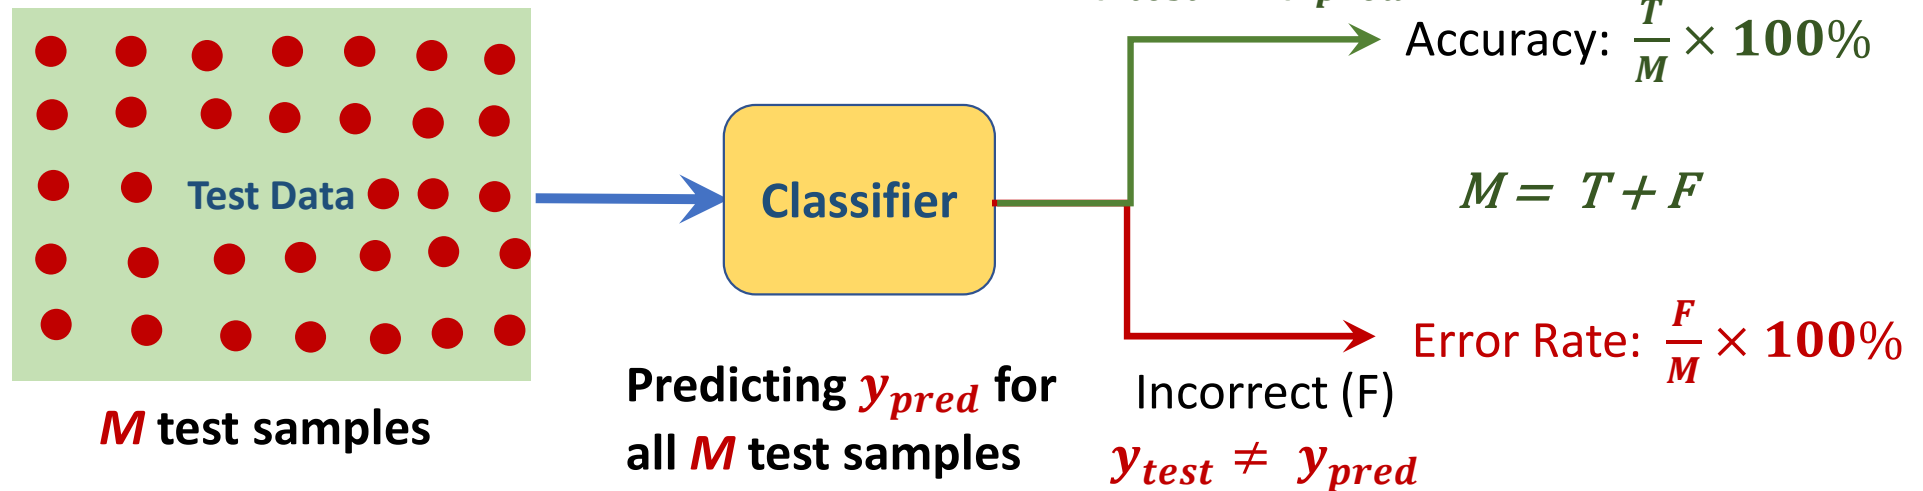 Accuracy: T/M × 100%
Test Data
Classifier
M = T + F
Error Rate: F/M × 100%
M test samples
Predicting y_pred for
all M test samples
Incorrect (F)
y_test ≠ y_pred